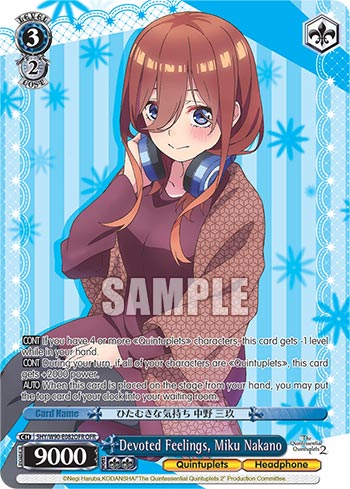 LEVEL
3
2
COST
SAMPLE
CONT If you have 4 or more «Quintuplets» characters, this card gets -1 level
while in your hand.
CONT During your turn, if all of your characters are «Quintuplets», this card
gets +2000 power.
AUTO When this card is placed on the stage from your hand, you may put
the top card of your clock into your waiting room.
Card Name
ひたむきな気持ち 中野 三玖
CH
Devoted Feelings, Miku Nakano
The Quintessential Quintuplets 2
9000
Quintuplets
Headphone
©Negi Haruba, KODANSHA/"The Quintessential Quintuplets 2" Production Committee.